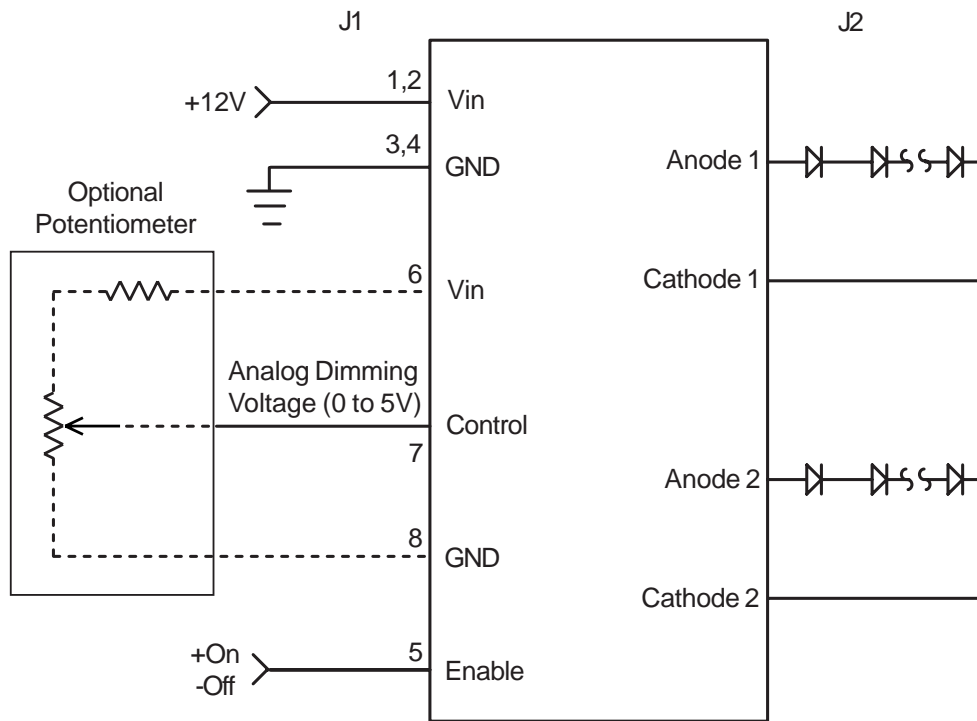 J1
J2
1,2
+12V
Vin
3,4
GND
Anode 1
Optional
Potentiometer
6
Vin
Cathode 1
Analog Dimming
Voltage (0 to 5V)
Control
7
Anode 2
8
GND
Cathode 2
+On
-Off
5
Enable